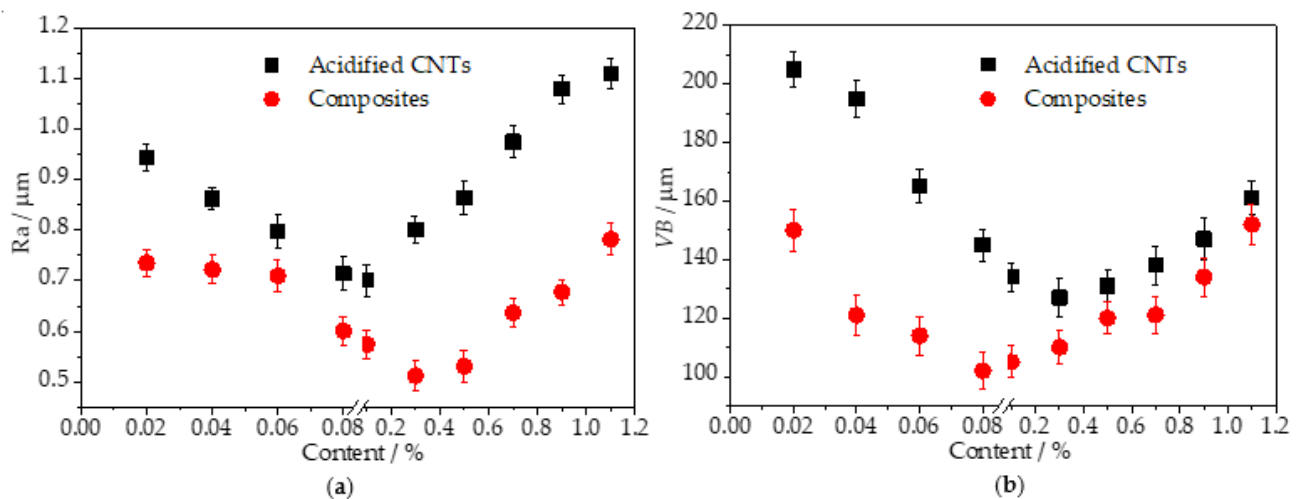 1.2
1.1
1.0
0.9
0.8
0.7
0.6
0.5
Ra / μm
Acidified CNTs
Composites
0.00 0.02 0.04 0.06 0.08 0.2 0.4 0.6 0.8 1.0 1.2
Content / %
(a)
220
200
180
160
140
120
100
VB / μm
Acidified CNTs
Composites
0.00 0.02 0.04 0.06 0.08 0.2 0.4 0.6 0.8 1.0 1.2
Content / %
(b)